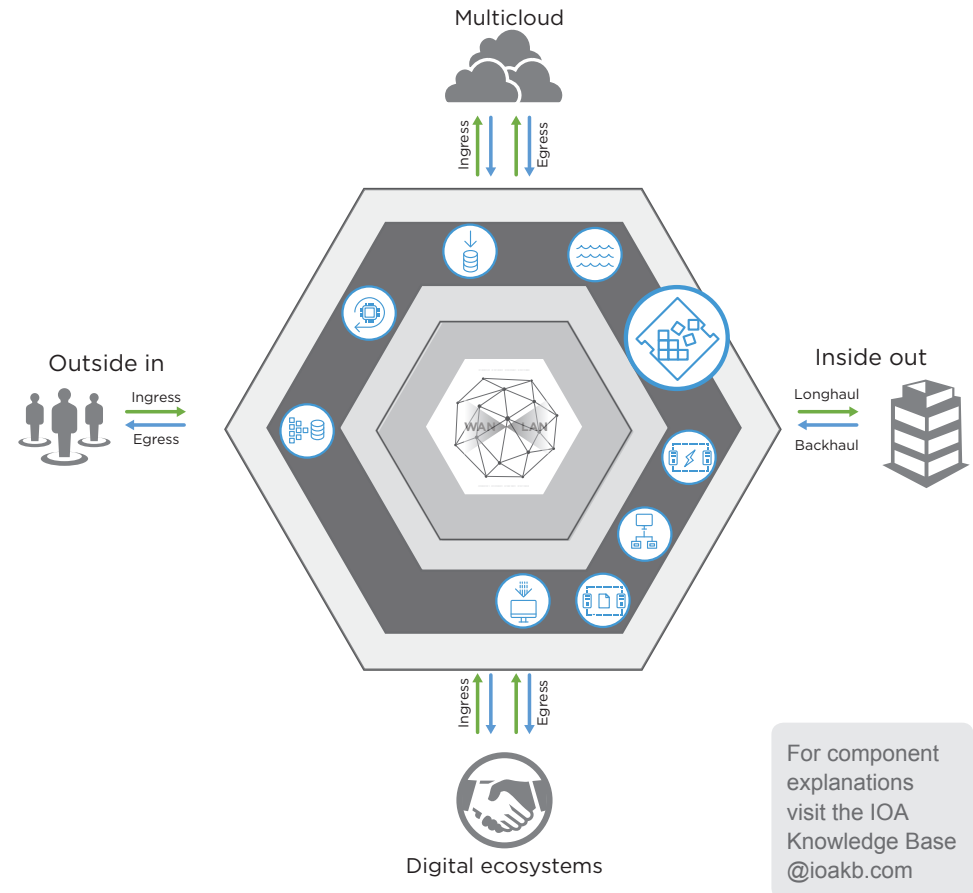 Multicloud
Ingress
Egress
Outside in
Ingress
Egress
Inside out
Longhaul
Backhaul
WAN
LAN
Ingress
Egress
Digital ecosystems
For component
explanations
visit the IOA
Knowledge Base
@ioakb.com